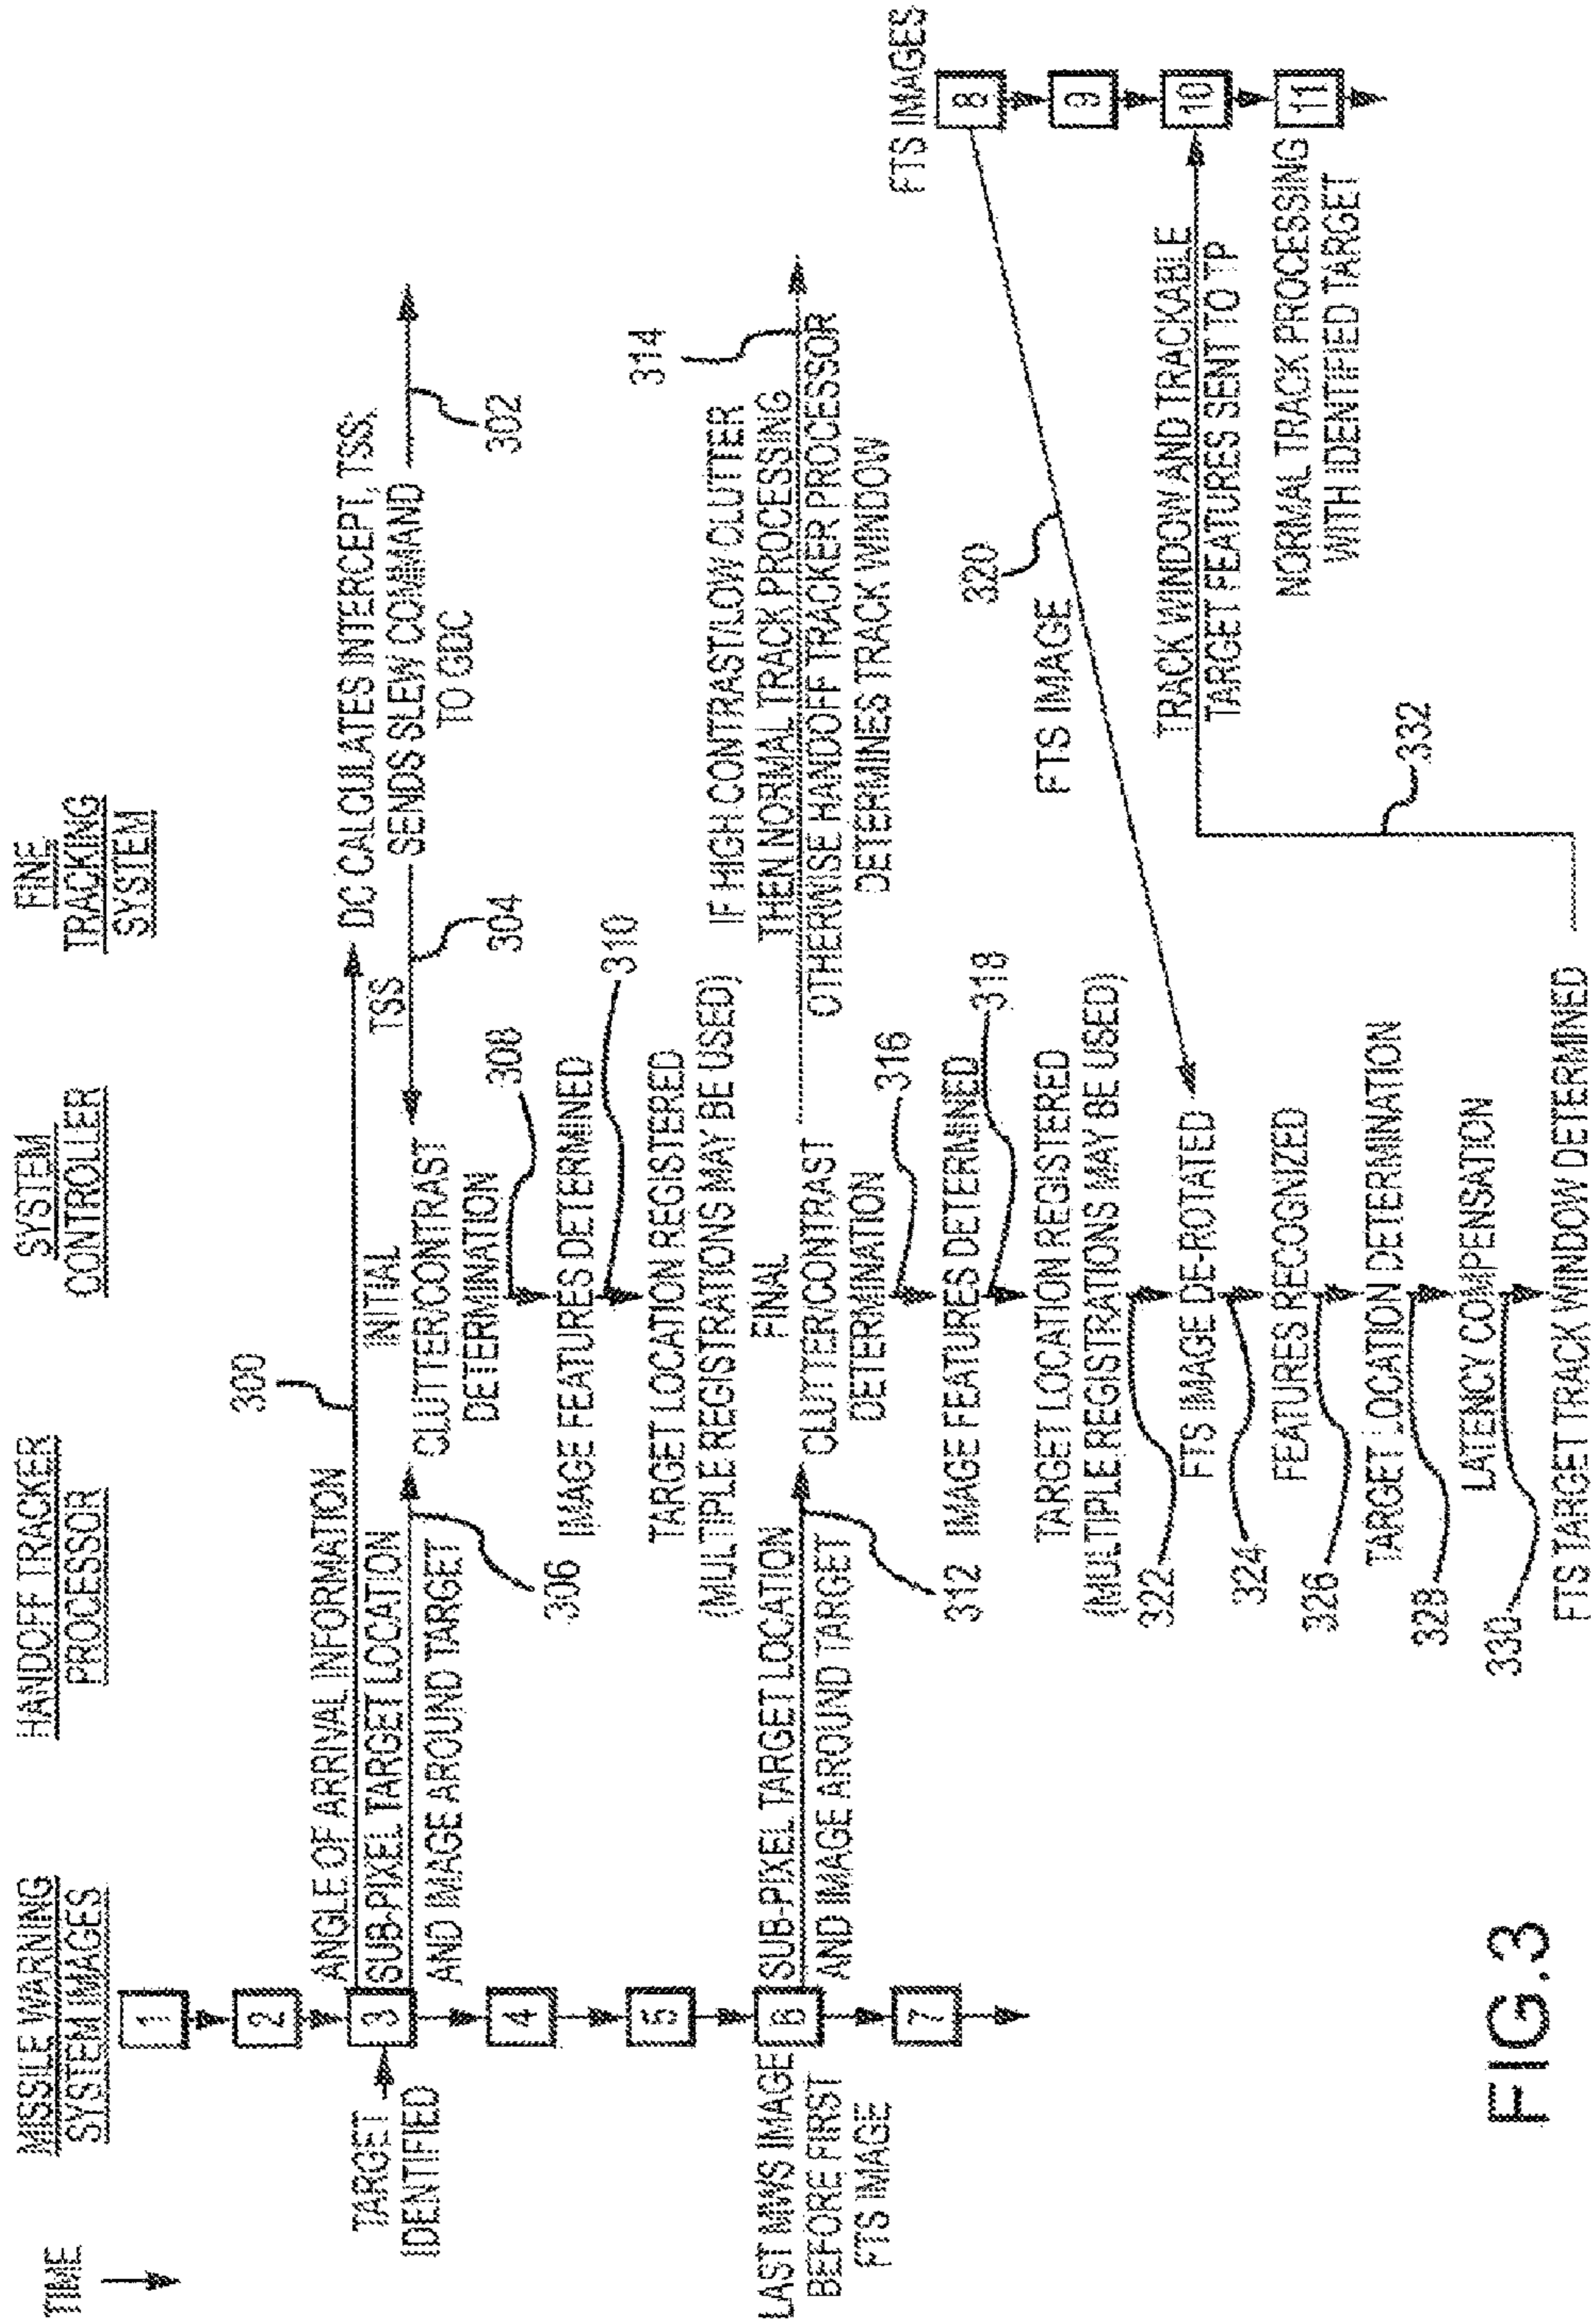 TIME
MISSILE WARNING
SYSTEM IMAGES
HANDOFF TRACKER
PROCESSOR
SYSTEM
CONTROLLER
FINE
TRACKING
SYSTEM
1
2
3
4
5
6
7
TARGET
IDENTIFIED
LAST MWS IMAGE
BEFORE FIRST
FTS IMAGE
ANGLE OF ARRIVAL INFORMATION
300
SUB-PIXEL TARGET LOCATION
AND IMAGE AROUND TARGET
306
DC CALCULATES INTERCEPT, TSS;
SENDS SLEW COMMAND
TO GDC
302
TSS
304
INITIAL
CLUTTER/CONTRAST
DETERMINATION
308
IMAGE FEATURES DETERMINED
310
TARGET LOCATION REGISTERED
(MULTIPLE REGISTRATIONS MAY BE USED)
SUB-PIXEL TARGET LOCATION
AND IMAGE AROUND TARGET
312
FINAL
CLUTTER/CONTRAST
DETERMINATION
IF HIGH CONTRAST/LOW CLUTTER
THEN NORMAL TRACK PROCESSING
OTHERWISE HANDOFF TRACKER PROCESSOR
DETERMINES TRACK WINDOW
314
316
IMAGE FEATURES DETERMINED
318
TARGET LOCATION REGISTERED
(MULTIPLE REGISTRATIONS MAY BE USED)
322
FTS IMAGE DE-ROTATED
324
FEATURES RECOGNIZED
326
TARGET LOCATION DETERMINATION
328
LATENCY COMPENSATION
330
FTS TARGET TRACK WINDOW DETERMINED
FTS IMAGES
8
9
10
11
FTS IMAGE
320
TRACK WINDOW AND TRACKABLE
TARGET FEATURES SENT TO TP
332
NORMAL TRACK PROCESSING
WITH IDENTIFIED TARGET
FIG.3